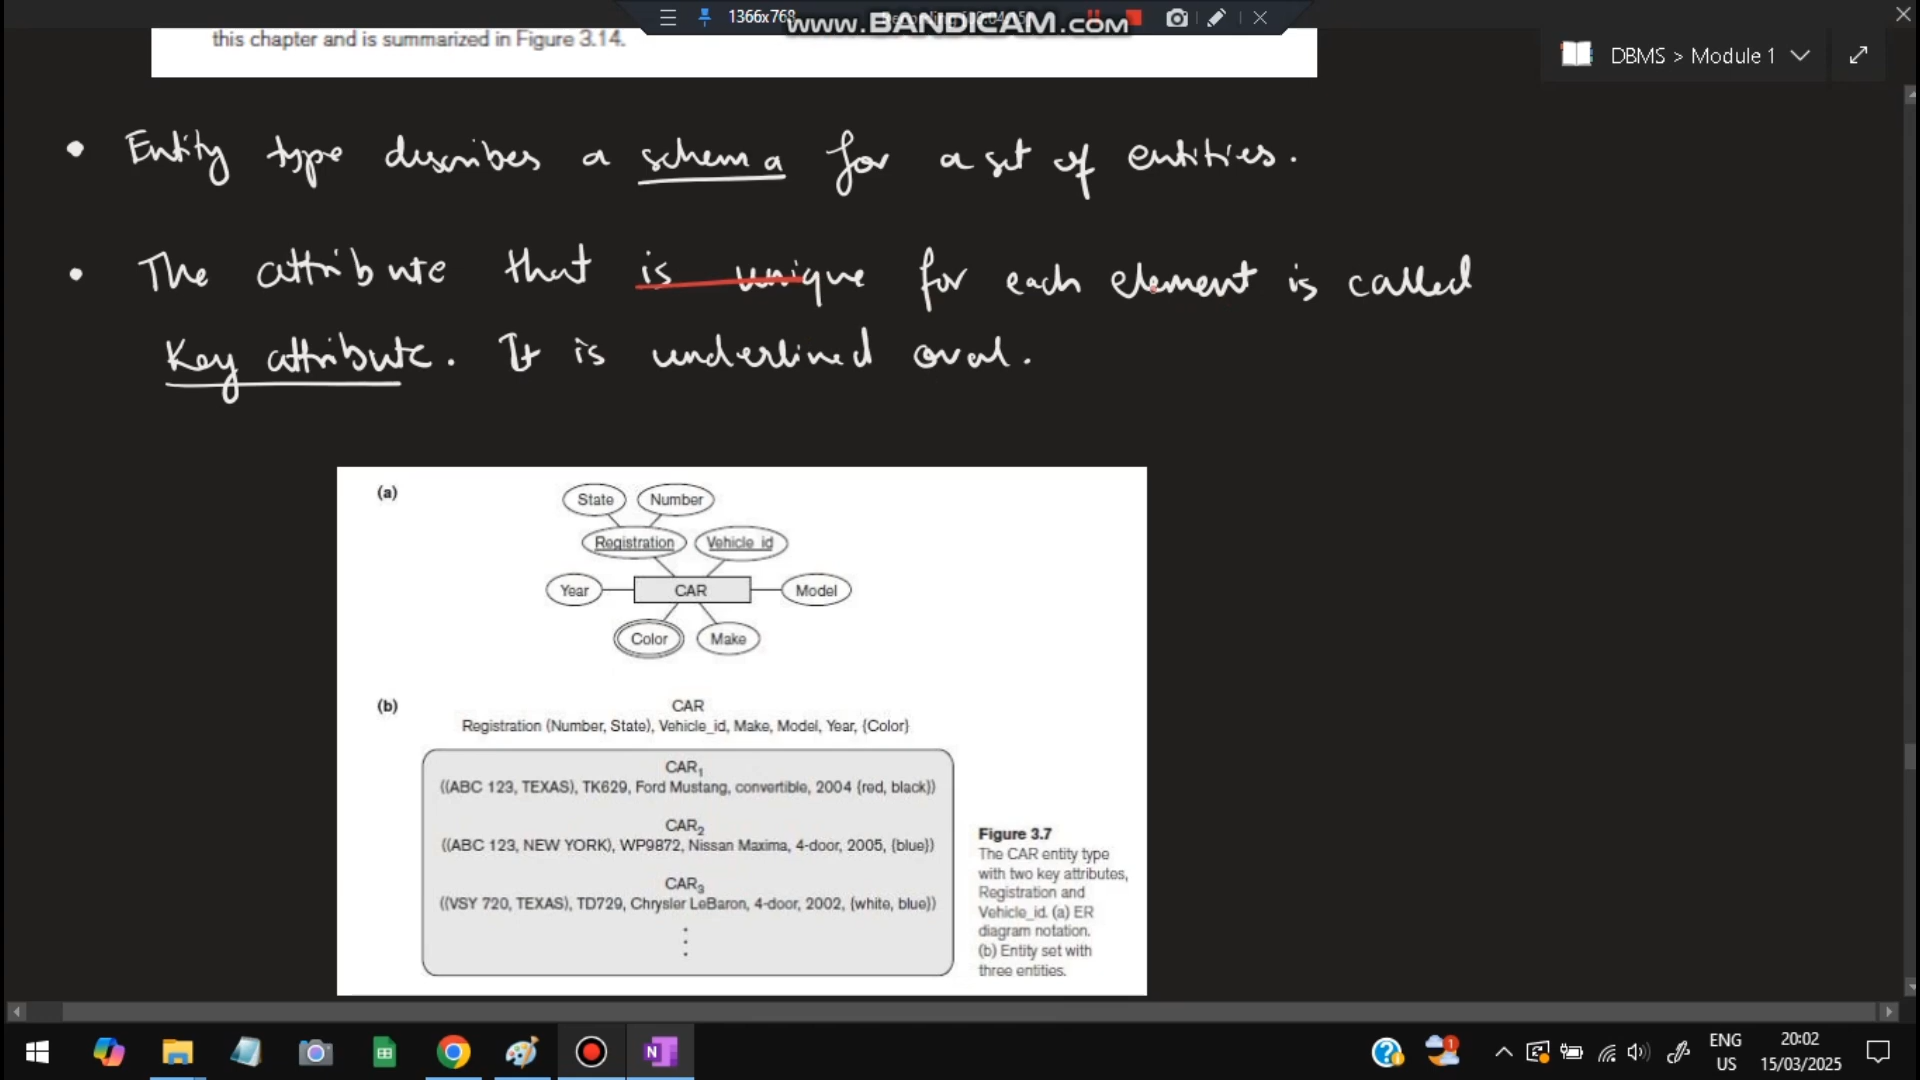 1366x768
www.BANDICAM.com
this chapter and is summarized in Figure 3.14.
DBMS > Module 1
• Entity type describes a schema for a set of entities.
• The attribute that is unique for each element is called
Key attribute. It is underlined oval.
(a)
State Number
Registration Vehicle_id
Year CAR Model
Color Make
(b) CAR
Registration (Number, State), Vehicle_id, Make, Model, Year, {Color}
CAR1
((ABC 123, TEXAS), TK629, Ford Mustang, convertible, 2004 {red, black})
CAR2
((ABC 123, NEW YORK), WP9872, Nissan Maxima, 4-door, 2005, {blue})
CAR3
((VSY 720, TEXAS), TD729, Chrysler LeBaron, 4-door, 2002, {white, blue})
Figure 3.7
The CAR entity type
with two key attributes,
Registration and
Vehicle_id. (a) ER
diagram notation.
(b) Entity set with
three entities.
N
1
ENG
US
20:02
15/03/2025